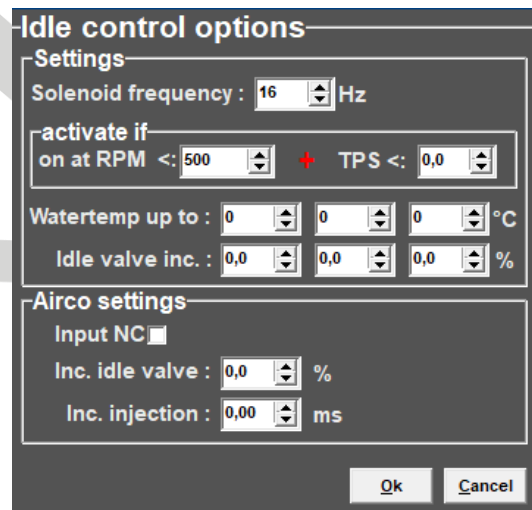 Idle control options
Settings
Solenoid frequency : 16 Hz
activate if
on at RPM <: 500 + TPS <: 0,0
Watertemp up to : 0 0 0 °C
Idle valve inc. : 0,0 0,0 0,0 %
Airco settings
Input NC
Inc. idle valve : 0,0 %
Inc. injection : 0,00 ms
Ok Cancel